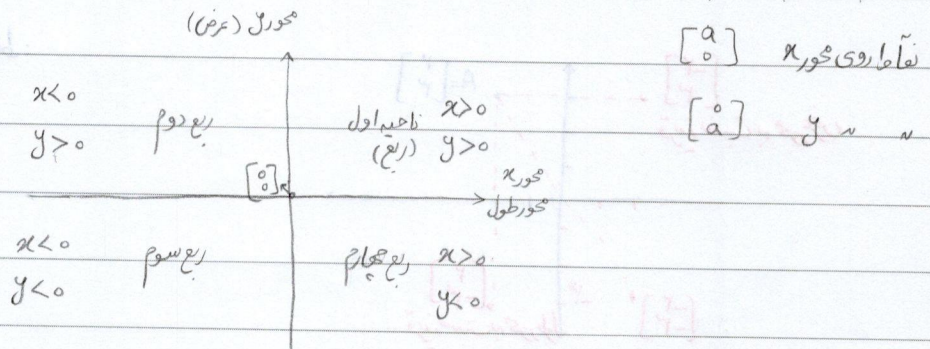 محور y (عرض)
نقاط روی محور x [a 0]
〃 〃 y [0 a]
x<0
y>0
ربع دوم
ناحیه اول
(ربع)
x>0
y>0
[0 0]
محور x
محور طول
x<0
y<0
ربع سوم
ربع چهارم
x>0
y<0